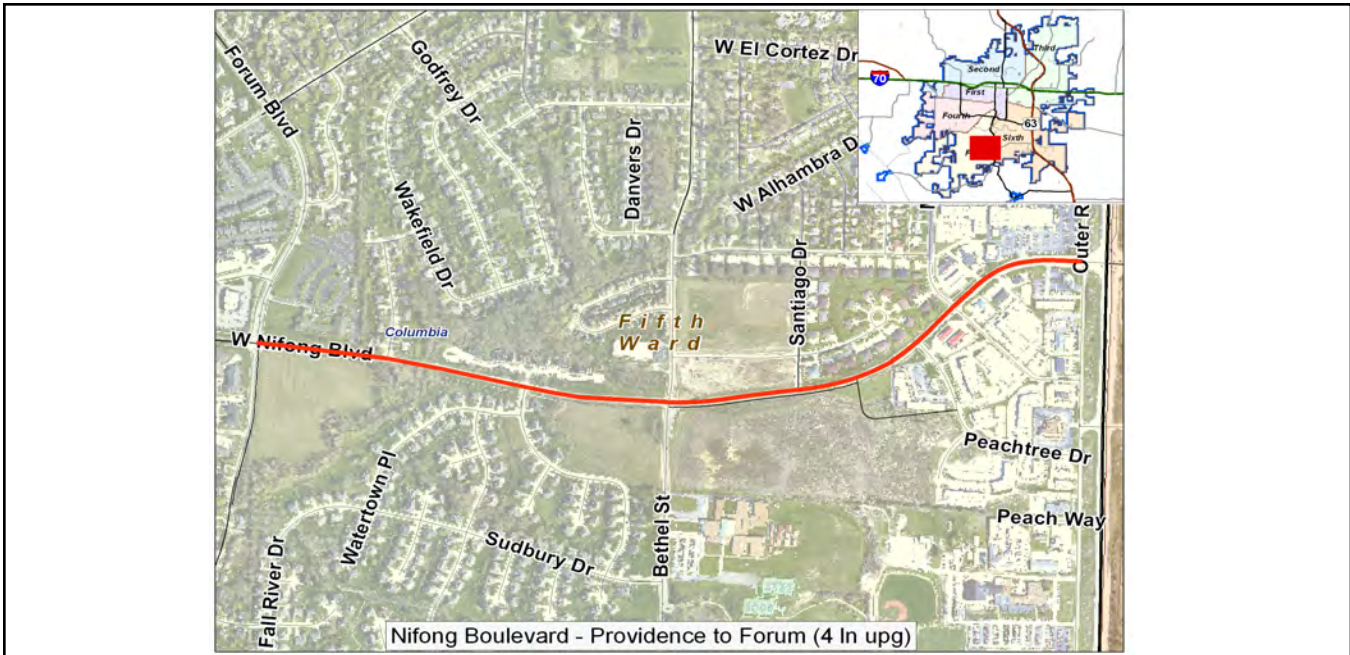 Forum Blvd
Godfrey Dr
W El Cortez Dr
Third
Second
70
First
Fourth
63
Sixth
Danvers Dr
W Alhambra D
Wakefield Dr
Outer R
Santiago Dr
Columbia
Fifth
Ward
W Nifong Blvd
Peachtree Dr
Watertown Pl
Peach Way
Bethel St
Sudbury Dr
Fall River Dr
Nifong Boulevard - Providence to Forum (4 ln upg)